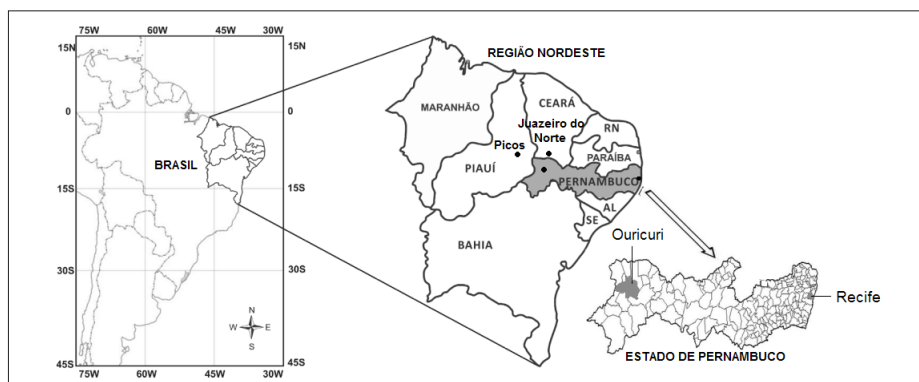 75W 60W 45W 30W
15N 15N
0 0
BRASIL
15S 15S
30S 30S
N
W E
S
45S 45S
75W 60W 45W 30W
REGIÃO NORDESTE
MARANHÃO
CEARÁ
Juazeiro do
Norte
RN
Picos
PARAÍBA
PIAUÍ
PERNAMBUCO
AL
SE
BAHIA
Ouricuri
Recife
ESTADO DE PERNAMBUCO